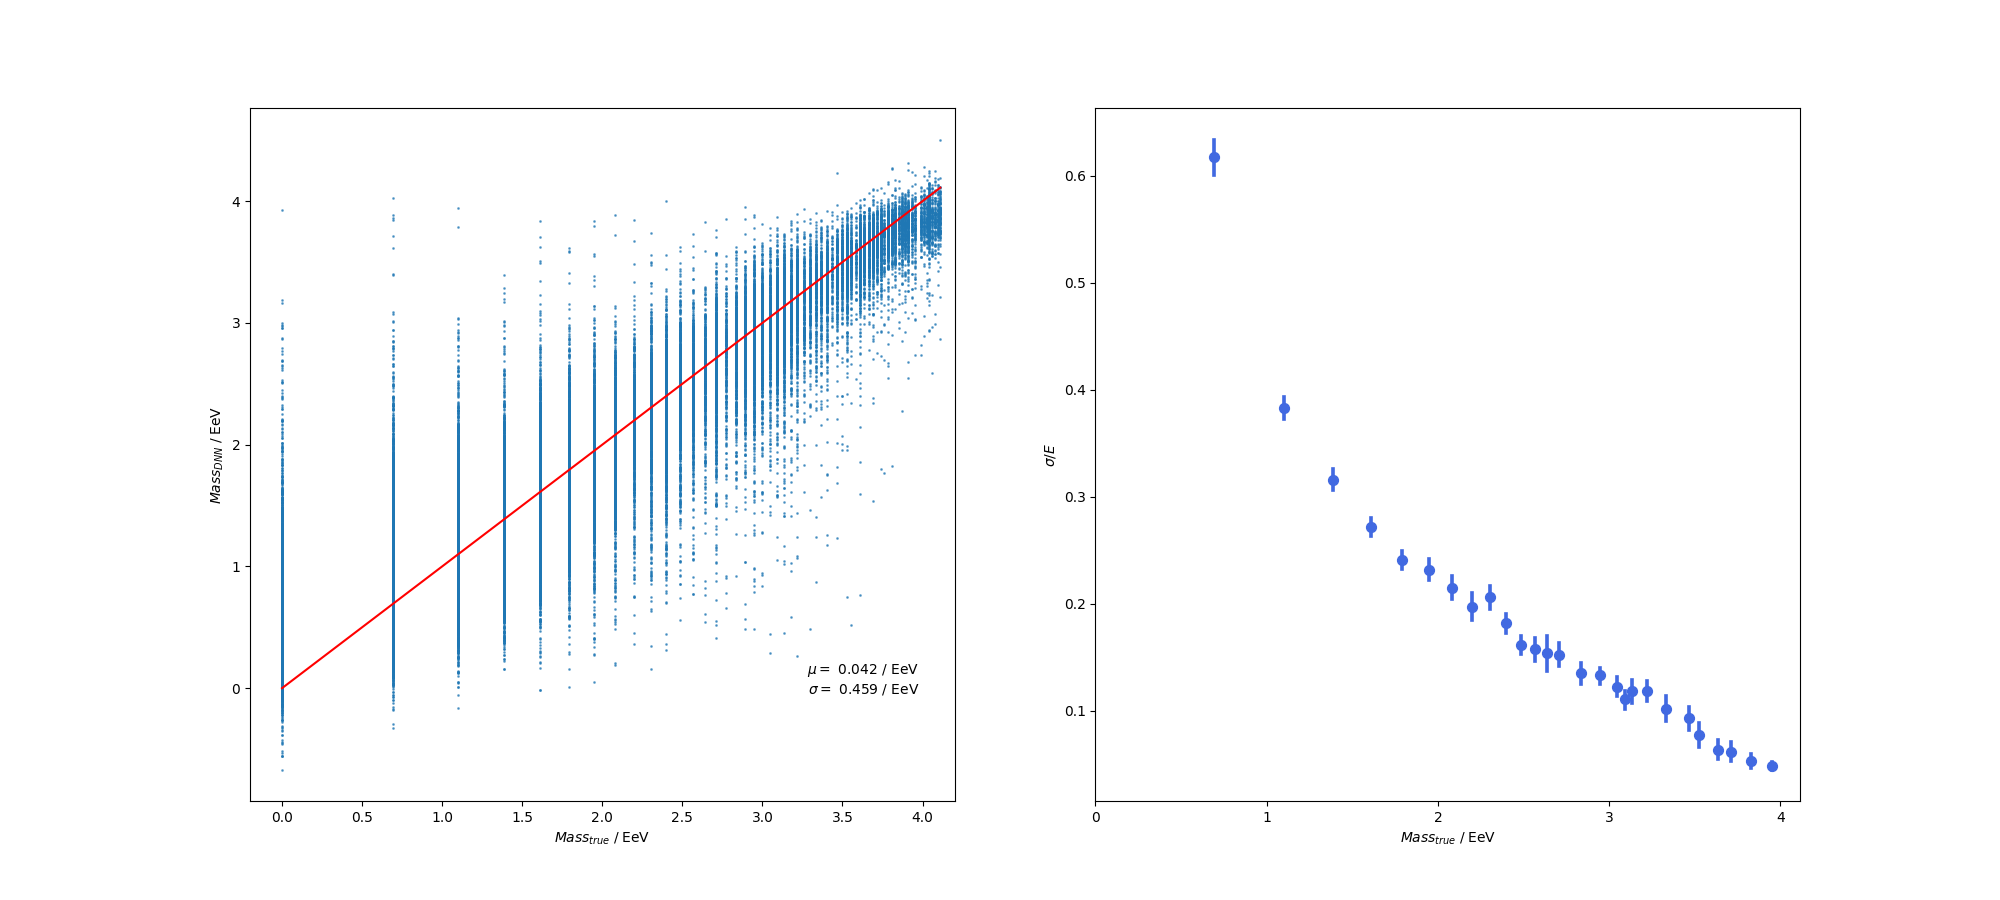 4
3
2
1
0
Mass_DNN / EeV
μ = 0.042 / EeV
σ = 0.459 / EeV
0.0 0.5 1.0 1.5 2.0 2.5 3.0 3.5 4.0
Mass_true / EeV
0.6
0.5
0.4
0.3
0.2
0.1
σ/E
0 1 2 3 4
Mass_true / EeV